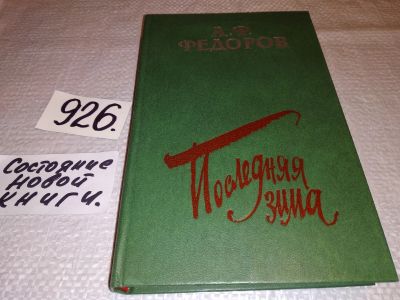 А.Ф.
ФЕДОРОВ
Последняя
зима
926.
Состояние
новой
книги.